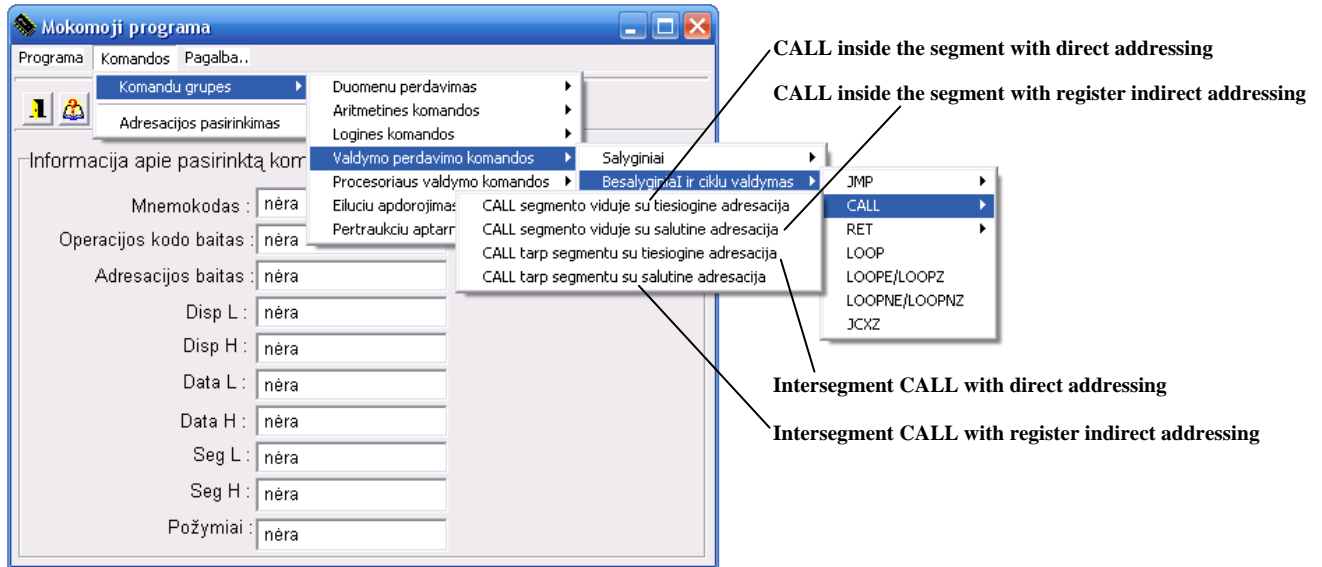 Mokomoji programa
Programa Komandos Pagalba..
Komandu grupes
Adresacijos pasirinkimas
Duomenu perdavimas
Aritmetines komandos
Logines komandos
Valdymo perdavimo komandos
Procesoriaus valdymo komandos
Eiluciu apdorojimas
Pertraukciu aptarn
Salyginiai
BesalyginiaI ir ciklu valdymas
CALL segmento viduje su tiesiogine adresacija
CALL segmento viduje su salutine adresacija
CALL tarp segmentu su tiesiogine adresacija
CALL tarp segmentu su salutine adresacija
JMP
CALL
RET
LOOP
LOOPE/LOOPZ
LOOPNE/LOOPNZ
JCXZ
Informacija apie pasirinktą kom
Mnemokodas : nėra
Operacijos kodo baitas : nėra
Adresacijos baitas : nėra
Disp L : nėra
Disp H : nėra
Data L : nėra
Data H : nėra
Seg L : nėra
Seg H : nėra
Požymiai : nėra
CALL inside the segment with direct addressing
CALL inside the segment with register indirect addressing
Intersegment CALL with direct addressing
Intersegment CALL with register indirect addressing